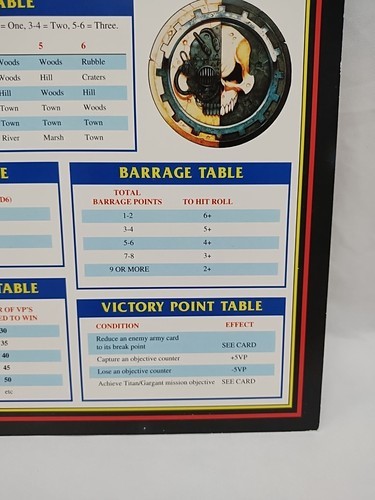 ABLE
= One, 3-4 = Two, 5-6 = Three.
5 6
Woods Woods Rubble
Woods Hill Craters
Hill Woods Hill
Town Town Woods
Town Town Town
River Marsh Town
E
D6)
ABLE
R OF VP'S
ED TO WIN
30
35
40
45
50
etc
BARRAGE TABLE
TOTAL
BARRAGE POINTS TO HIT ROLL
1-2 6+
3-4 5+
5-6 4+
7-8 3+
9 OR MORE 2+
VICTORY POINT TABLE
CONDITION EFFECT
Reduce an enemy army card
to its break point SEE CARD
Capture an objective counter +5VP
Lose an objective counter -5VP
Achieve Titan/Gargant mission objective SEE CARD